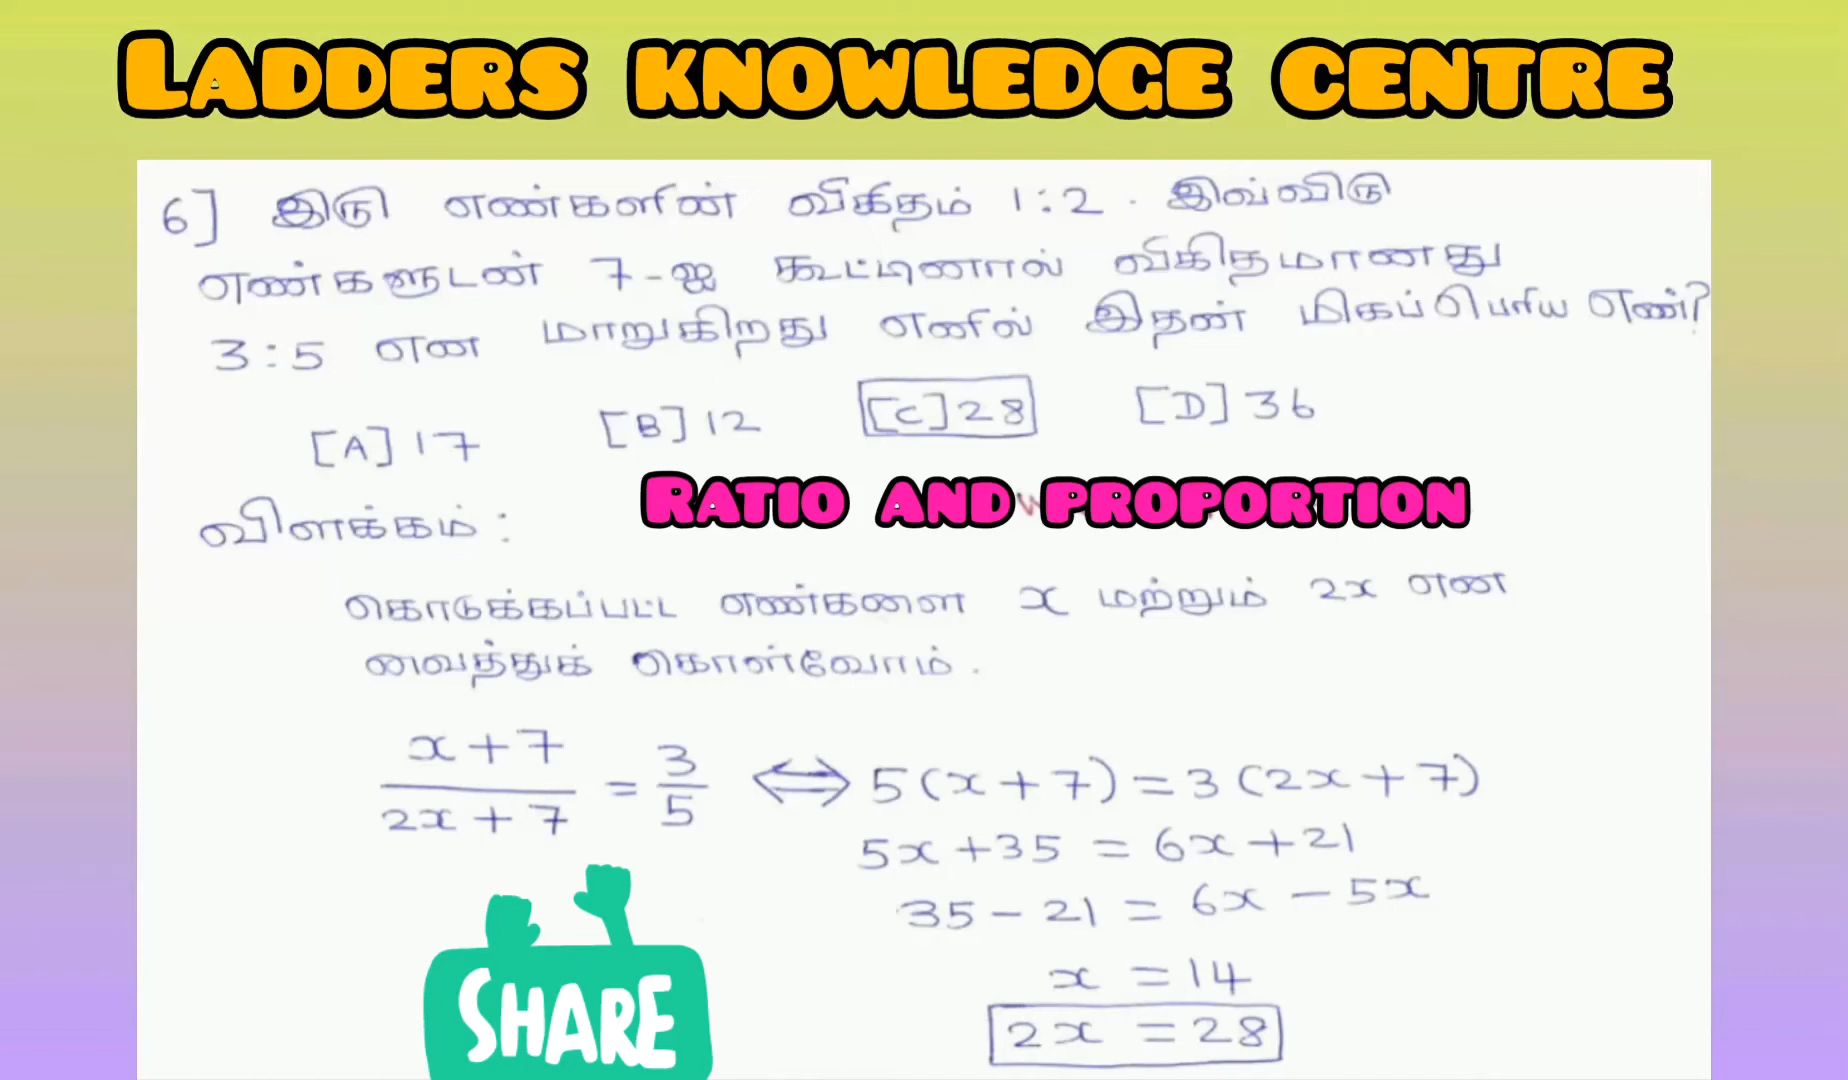 LADDERS KNOWLEDGE CENTRE
6] இரு எண்களின் விகிதம் 1:2. இவ்விரு
எண்களுடன் 7-ஐ கூட்டினால் விகிதமானது
3:5 என மாறுகிறது எனில் இதன் மிகப்பெரிய எண்?
[A] 17 [B] 12 [C] 28 [D] 36
RATIO AND PROPORTION
விளக்கம் :
கொடுக்கப்பட்ட எண்களை x மற்றும் 2x என
வைத்துக் கொள்வோம்.
(x+7)/(2x+7) = 3/5 ⟺ 5(x+7) = 3(2x+7)
5x+35 = 6x+21
35-21 = 6x-5x
x = 14
2x = 28
SHARE